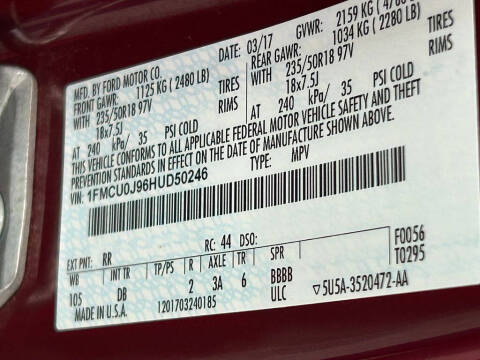 MFD. BY FORD MOTOR CO.
DATE: 03/17
GVWR: 2159 KG (4760
FRONT GAWR: 1125 KG (2480 LB)
REAR GAWR: 1034 KG (2280 LB)
WITH 235/50R18 97V TIRES
WITH 235/50R18 97V TIRES
18x7.5J RIMS
18x7.5J RIMS
AT 240 kPa/ 35 PSI COLD
AT 240 kPa/ 35 PSI COLD
THIS VEHICLE CONFORMS TO ALL APPLICABLE FEDERAL MOTOR VEHICLE SAFETY AND THEFT
PREVENTION STANDARDS IN EFFECT ON THE DATE OF MANUFACTURE SHOWN ABOVE.
VIN: 1FMCU0J96HUD50246
TYPE: MPV
EXT PNT: RR RC: 44 DSO: F0056
WB INT TR TP/PS R AXLE TR SPR T0295
105 DB 2 3A 6 BBBB
MADE IN U.S.A. 1201703240185 ULC 5U5A-3520472-AA